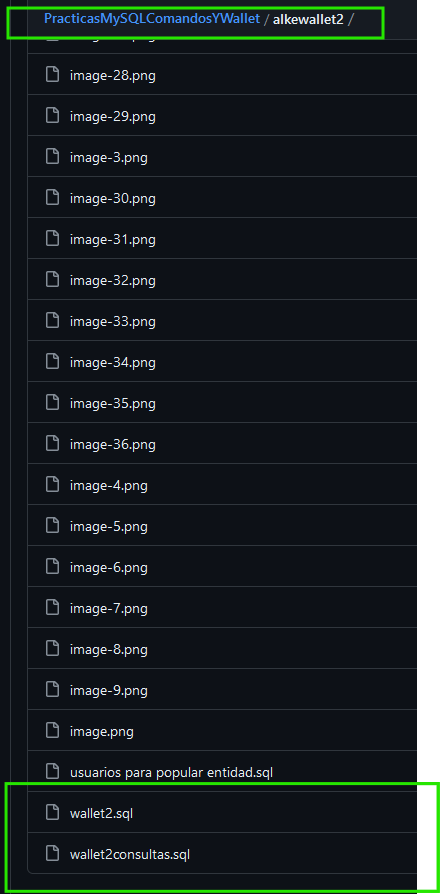 PracticasMySQLComandosYWallet / alkewallet2 /
image-28.png
image-29.png
image-3.png
image-30.png
image-31.png
image-32.png
image-33.png
image-34.png
image-35.png
image-36.png
image-4.png
image-5.png
image-6.png
image-7.png
image-8.png
image-9.png
image.png
usuarios para popular entidad.sql
wallet2.sql
wallet2consultas.sql